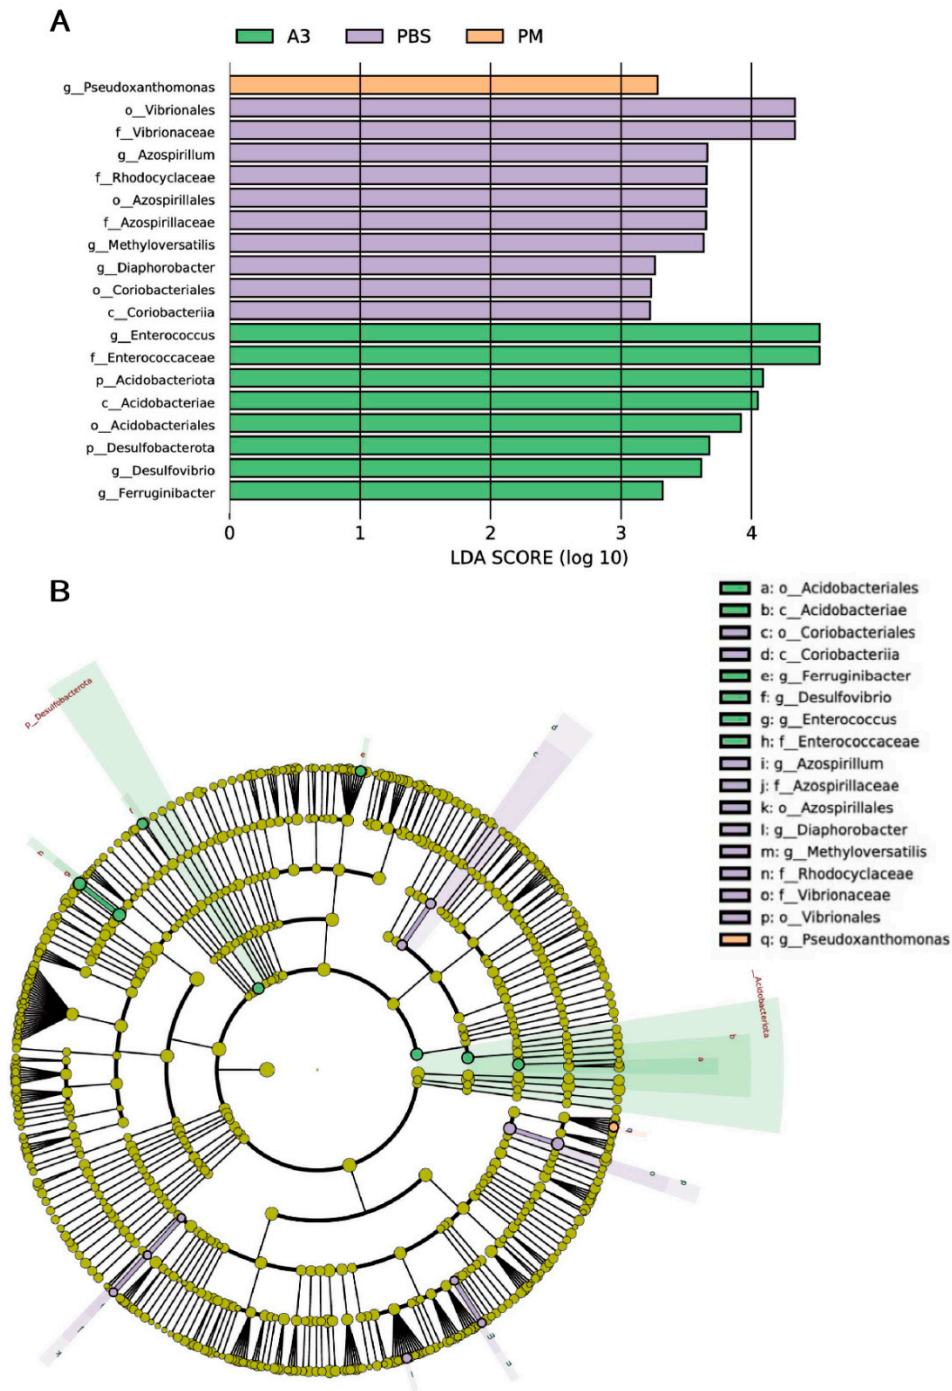 A
A3 PBS PM
g__Pseudoxanthomonas
o__Vibrionales
f__Vibrionaceae
g__Azospirillum
f__Rhodocyclaceae
o__Azospirillales
f__Azospirillaceae
g__Methyloversatilis
g__Diaphorobacter
o__Coriobacteriales
c__Coriobacteriia
g__Enterococcus
f__Enterococcaceae
p__Acidobacteriota
c__Acidobacteriae
o__Acidobacteriales
p__Desulfobacterota
g__Desulfovibrio
g__Ferruginibacter
0 1 2 3 4
LDA SCORE (log 10)
B
a: o__Acidobacteriales
b: c__Acidobacteriae
c: o__Coriobacteriales
d: c__Coriobacteriia
e: g__Ferruginibacter
f: g__Desulfovibrio
g: g__Enterococcus
h: f__Enterococcaceae
i: g__Azospirillum
j: f__Azospirillaceae
k: o__Azospirillales
l: g__Diaphorobacter
m: g__Methyloversatilis
n: f__Rhodocyclaceae
o: f__Vibrionaceae
p: o__Vibrionales
q: g__Pseudoxanthomonas
p__Desulfobacterota
e
d
c
__Acidobacteriota
b
a
q
o
p
m
n
k